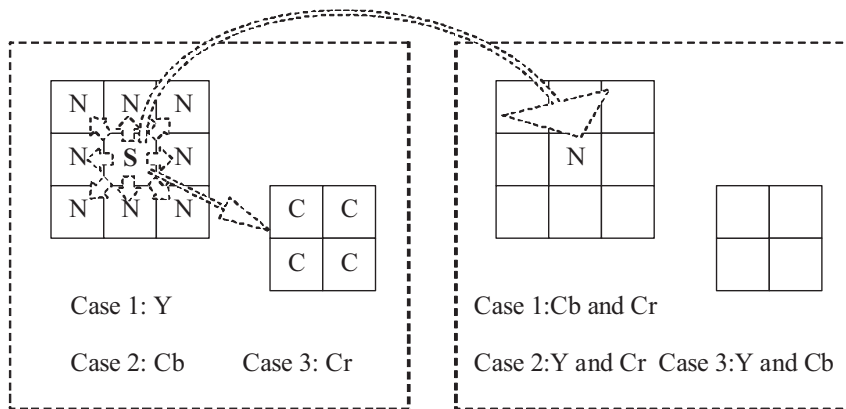 N N N
N S N
N N N
C C
C C
Case 1: Y
Case 2: Cb Case 3: Cr
N
Case 1:Cb and Cr
Case 2:Y and Cr Case 3:Y and Cb